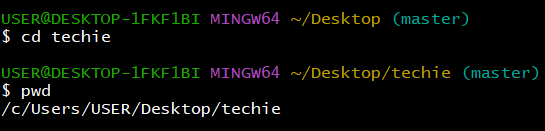 USER@DESKTOP-1FKF1BI MINGW64 ~/Desktop (master)
$ cd techie
USER@DESKTOP-1FKF1BI MINGW64 ~/Desktop/techie (master)
$ pwd
/c/Users/USER/Desktop/techie